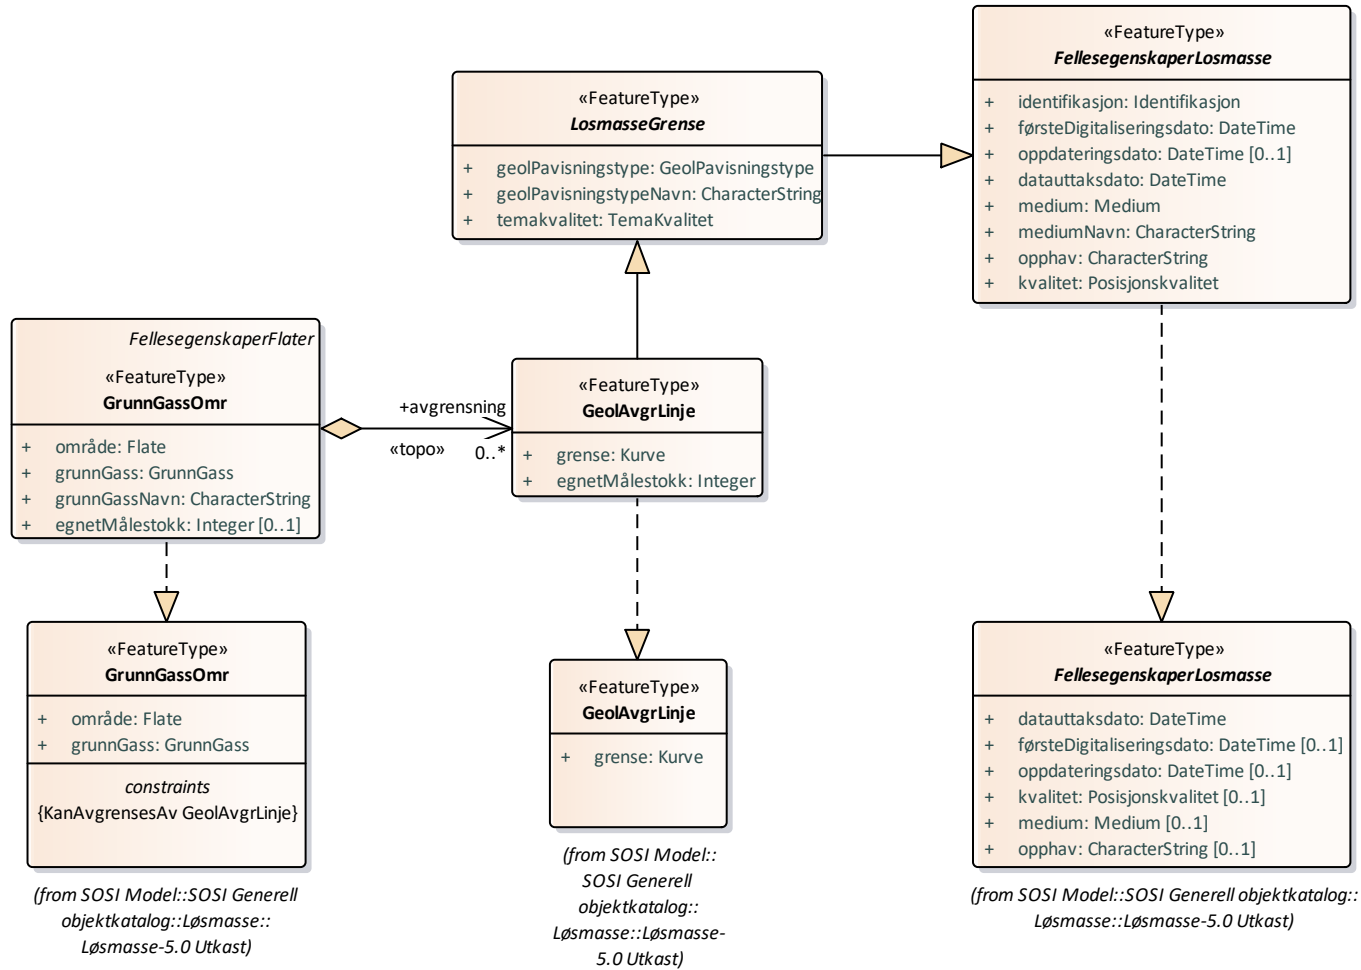 «FeatureType»
FellesegenskaperLosmasse
+ identifikasjon: Identifikasjon
+ førsteDigitaliseringsdato: DateTime
+ oppdateringsdato: DateTime [0..1]
+ datauttaksdato: DateTime
+ medium: Medium
+ mediumNavn: CharacterString
+ opphav: CharacterString
+ kvalitet: Posisjonskvalitet
«FeatureType»
LosmasseGrense
+ geolPavisningstype: GeolPavisningstype
+ geolPavisningstypeNavn: CharacterString
+ temakvalitet: TemaKvalitet
FellesegenskaperFlater
«FeatureType»
GrunnGassOmr
+ område: Flate
+ grunnGass: GrunnGass
+ grunnGassNavn: CharacterString
+ egnetMålestokk: Integer [0..1]
+avgrensning
«topo» 0..*
«FeatureType»
GeolAvgrLinje
+ grense: Kurve
+ egnetMålestokk: Integer
«FeatureType»
GrunnGassOmr
+ område: Flate
+ grunnGass: GrunnGass
constraints
{KanAvgrensesAv GeolAvgrLinje}
(from SOSI Model::SOSI Generell
objektkatalog::Løsmasse::
Løsmasse-5.0 Utkast)
«FeatureType»
GeolAvgrLinje
+ grense: Kurve
(from SOSI Model::
SOSI Generell
objektkatalog::
Løsmasse::Løsmasse-
5.0 Utkast)
«FeatureType»
FellesegenskaperLosmasse
+ datauttaksdato: DateTime
+ førsteDigitaliseringsdato: DateTime [0..1]
+ oppdateringsdato: DateTime [0..1]
+ kvalitet: Posisjonskvalitet [0..1]
+ medium: Medium [0..1]
+ opphav: CharacterString [0..1]
(from SOSI Model::SOSI Generell objektkatalog::
Løsmasse::Løsmasse-5.0 Utkast)